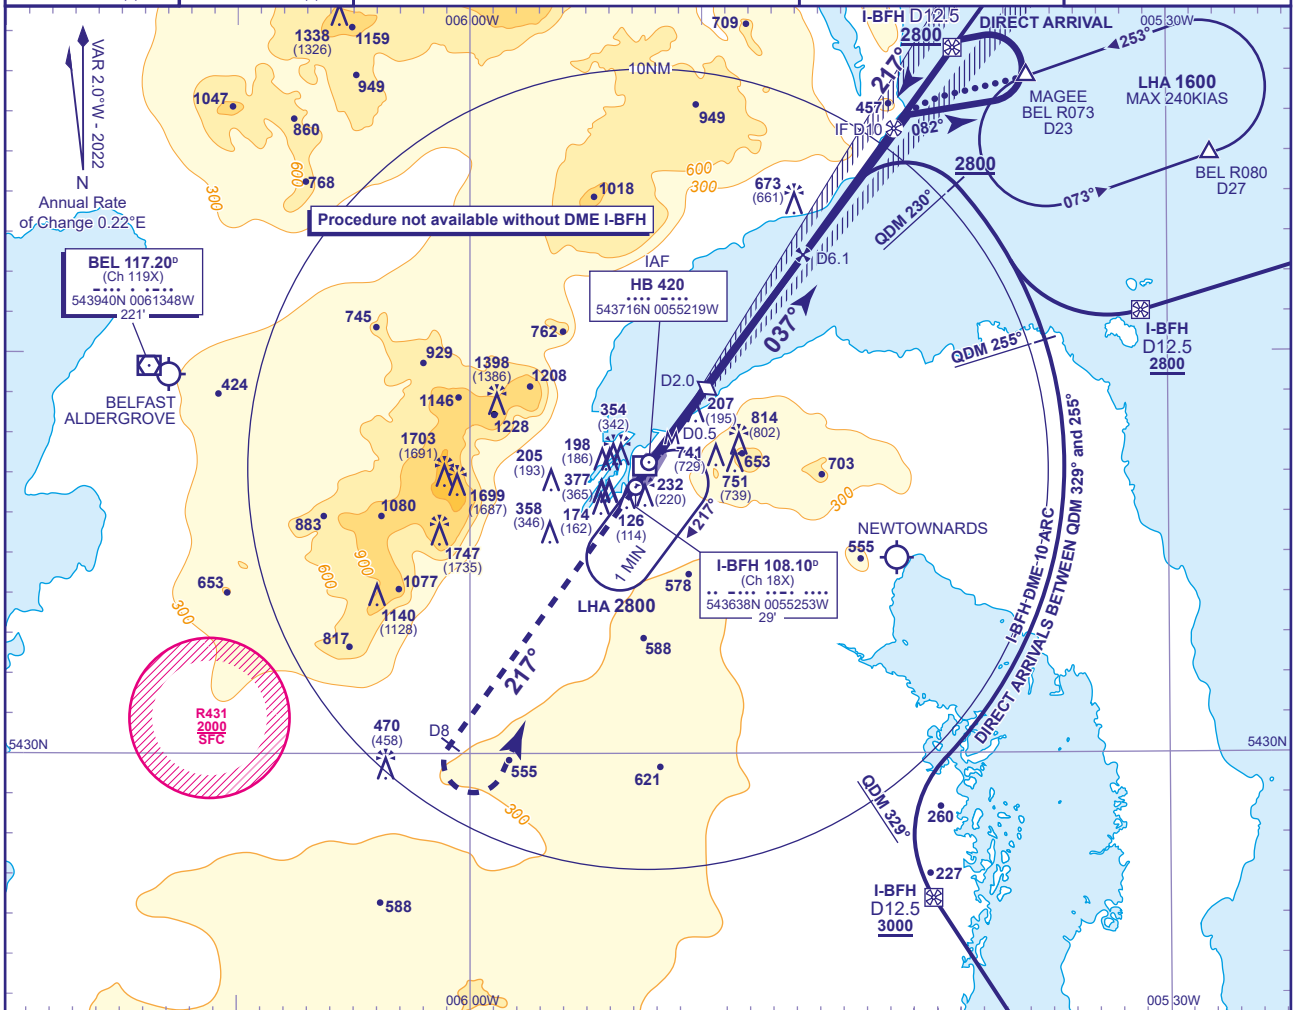 006 00W
005 30W
VAR 2.0°W - 2022
N
Annual Rate
of Change 0.22°E
1338
(1326)
1159
949
1047
860
768
600
300
10NM
709
949
1018
600
300
673
(661)
Procedure not available without DME I-BFH
I-BFH D12.5
2800
DIRECT ARRIVAL
217°
457
IF D10
082°
253°
LHA 1600
MAX 240KIAS
MAGEE
BEL R073
D23
BEL R080
D27
073°
2800
QDM 230°
D6.1
037°
I-BFH
D12.5
2800
QDM 255°
BEL 117.20ᴰ
(Ch 119X)
–··· · ·–··
543940N 0061348W
221'
BELFAST
ALDERGROVE
IAF
HB 420
···· –···
543716N 0055219W
745
929
762
1398
(1386)
1208
1146
1228
424
1703
(1691)
1699
(1687)
1080
883
1747
(1735)
900
600
1077
1140
(1128)
653
300
817
D2.0
207
(195)
D0.5
354
(342)
198
(186)
205
(193)
377
(365)
358
(346)
174
(162)
126
(114)
232
(220)
741
(729)
814
(802)
653
751
(739)
703
300
217°
1 MIN
LHA 2800
578
588
I-BFH 108.10ᴰ
(Ch 18X)
·· –··· ··–· ····
543638N 0055253W
29'
NEWTOWNARDS
555
I-BFH DME 10 ARC
DIRECT ARRIVALS BETWEEN QDM 329° and 255°
R431
2000
SFC
217°
D8
470
(458)
555
300
621
5430N
5430N
QDM 329°
260
227
I-BFH
D12.5
3000
588
006 00W
005 30W